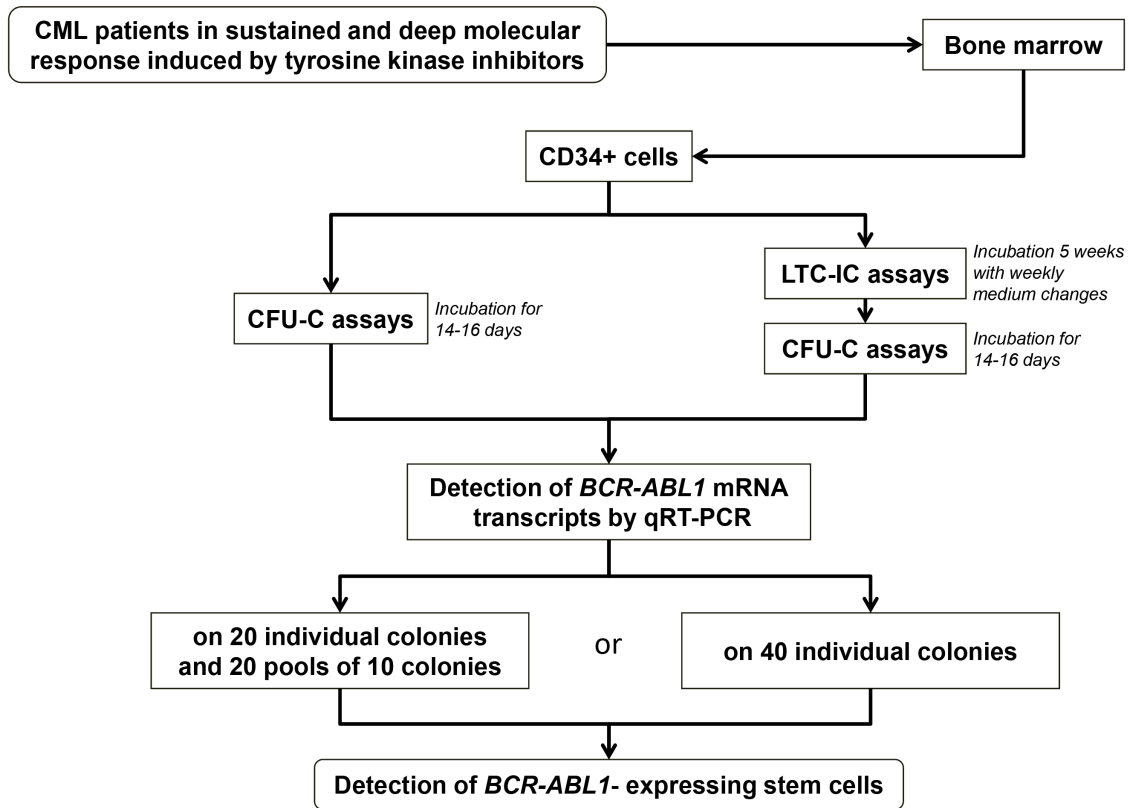 CML patients in sustained and deep molecular
response induced by tyrosine kinase inhibitors
Bone marrow
CD34+ cells
CFU-C assays
Incubation for
14-16 days
LTC-IC assays
Incubation 5 weeks
with weekly
medium changes
CFU-C assays
Incubation for
14-16 days
Detection of BCR-ABL1 mRNA
transcripts by qRT-PCR
on 20 individual colonies
and 20 pools of 10 colonies
or
on 40 individual colonies
Detection of BCR-ABL1- expressing stem cells